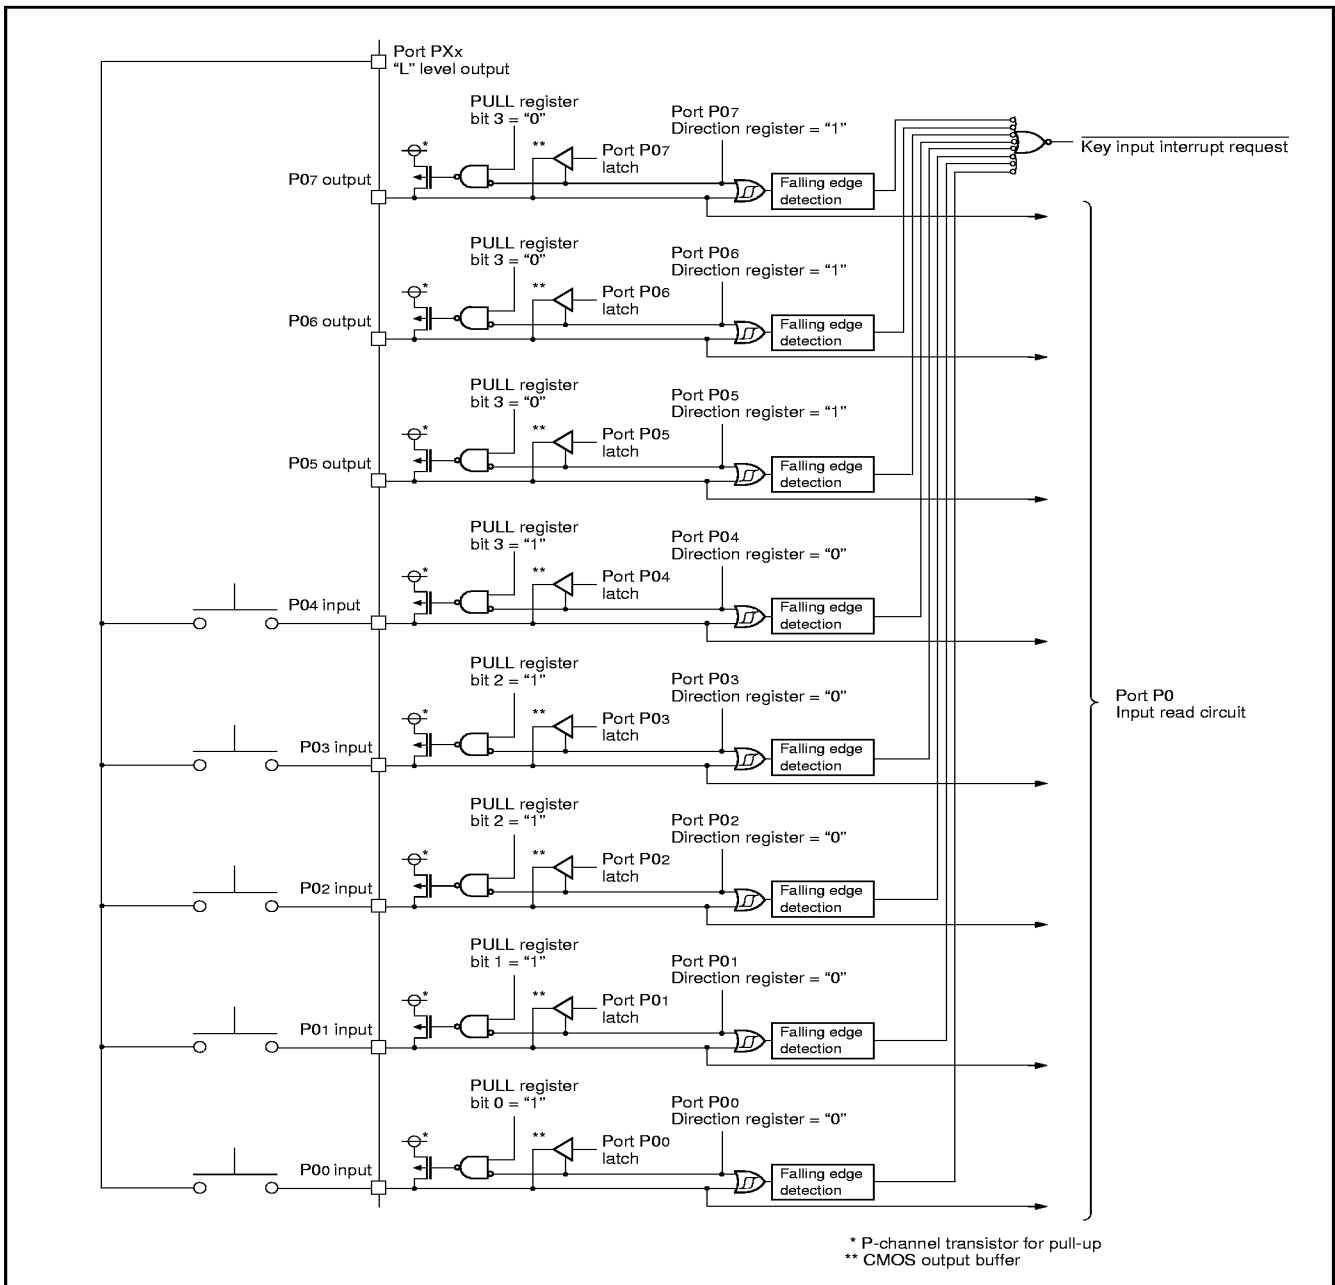 Port PXx
“L” level output
PULL register
bit 3 = “0”
Port P07
Direction register = “1”
*
**
Port P07
latch
P07 output
Falling edge
detection
Key input interrupt request
PULL register
bit 3 = “0”
Port P06
Direction register = “1”
*
**
Port P06
latch
P06 output
Falling edge
detection
PULL register
bit 3 = “0”
Port P05
Direction register = “1”
*
**
Port P05
latch
P05 output
Falling edge
detection
PULL register
bit 3 = “1”
Port P04
Direction register = “0”
*
**
Port P04
latch
P04 input
Falling edge
detection
PULL register
bit 2 = “1”
Port P03
Direction register = “0”
*
**
Port P03
latch
P03 input
Falling edge
detection
Port P0
Input read circuit
PULL register
bit 2 = “1”
Port P02
Direction register = “0”
*
**
Port P02
latch
P02 input
Falling edge
detection
PULL register
bit 1 = “1”
Port P01
Direction register = “0”
*
**
Port P01
latch
P01 input
Falling edge
detection
PULL register
bit 0 = “1”
Port P00
Direction register = “0”
*
**
Port P00
latch
P00 input
Falling edge
detection
* P-channel transistor for pull-up
** CMOS output buffer